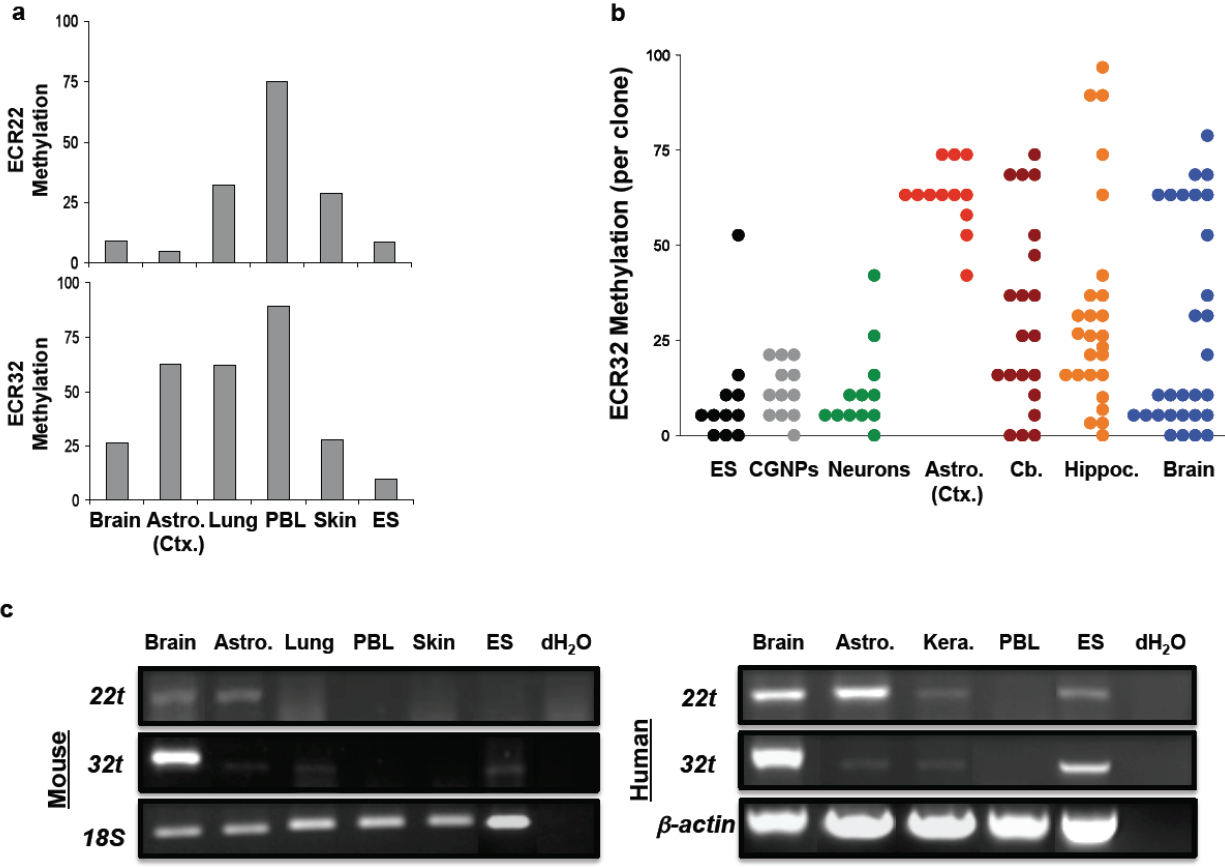 a
100
75
50
25
0
ECR22
Methylation
100
75
50
25
0
ECR32
Methylation
Brain Astro. Lung PBL Skin ES
(Ctx.)
b
100
75
50
25
0
ECR32 Methylation (per clone)
ES CGNPs Neurons Astro. Cb. Hippoc. Brain
(Ctx.)
c
Brain Astro. Lung PBL Skin ES dH₂O
22t
32t
18S
Mouse
Brain Astro. Kera. PBL ES dH₂O
22t
32t
β-actin
Human